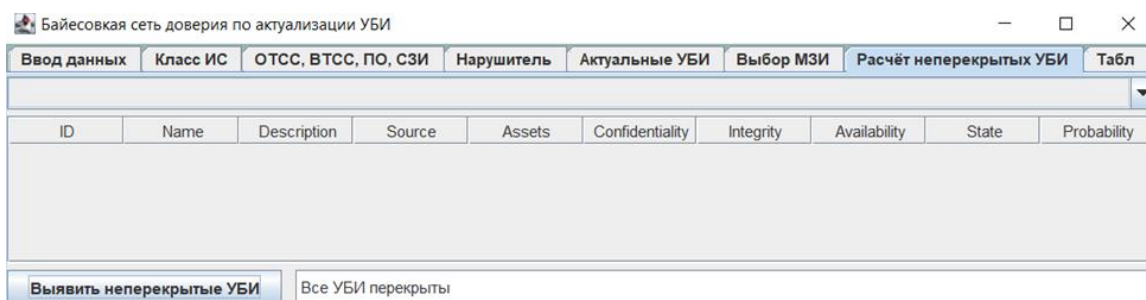 Байесовкая сеть доверия по актуализации УБИ
Ввод данных Класс ИС ОТСС, ВТСС, ПО, СЗИ Нарушитель Актуальные УБИ Выбор МЗИ Расчёт неперекрытых УБИ Табл
ID Name Description Source Assets Confidentiality Integrity Availability State Probability
Выявить неперекрытые УБИ Все УБИ перекрыты